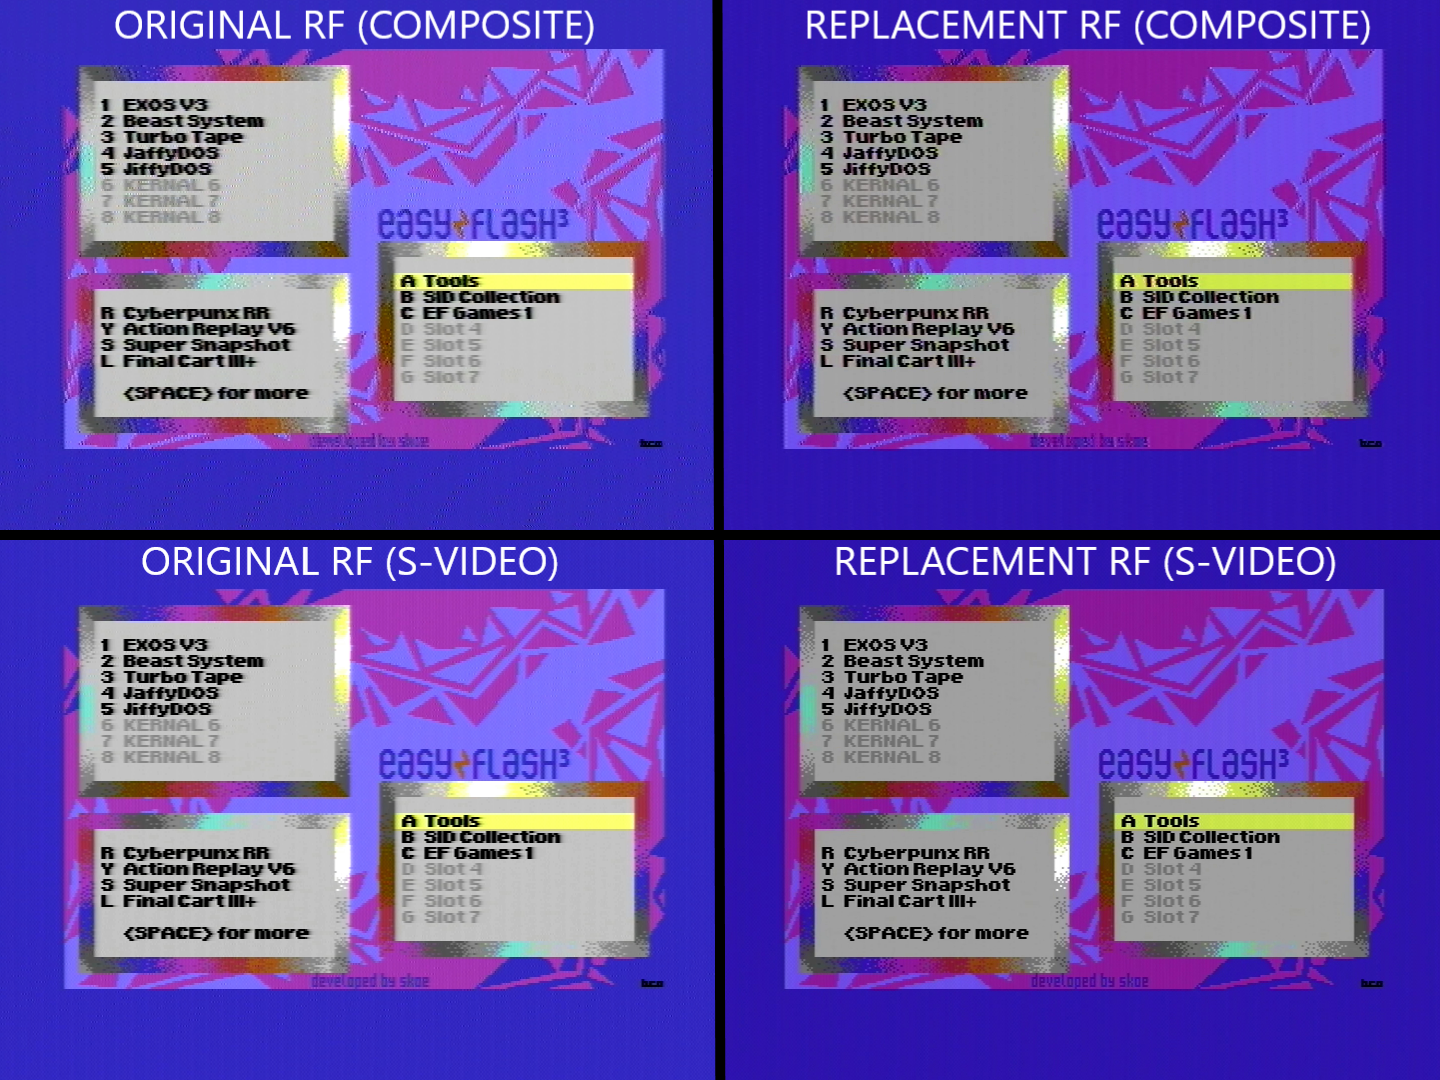 ORIGINAL RF (COMPOSITE)
1 EXOS V3
2 Beast System
3 Turbo Tape
4 JaffyDOS
5 JiffyDOS
6 KERNAL 6
7 KERNAL 7
8 KERNAL 8
EASY FLASH³
A Tools
B SID Collection
C EF Games 1
D Slot 4
E Slot 5
F Slot 6
G Slot 7
R Cyberpunx RR
Y Action Replay V6
S Super Snapshot
L Final Cart III+
<SPACE> for more
developed by skoe
REPLACEMENT RF (COMPOSITE)
1 EXOS V3
2 Beast System
3 Turbo Tape
4 JaffyDOS
5 JiffyDOS
6 KERNAL 6
7 KERNAL 7
8 KERNAL 8
EASY FLASH³
A Tools
B SID Collection
C EF Games 1
D Slot 4
E Slot 5
F Slot 6
G Slot 7
R Cyberpunx RR
Y Action Replay V6
S Super Snapshot
L Final Cart III+
<SPACE> for more
developed by skoe
ORIGINAL RF (S-VIDEO)
1 EXOS V3
2 Beast System
3 Turbo Tape
4 JaffyDOS
5 JiffyDOS
6 KERNAL 6
7 KERNAL 7
8 KERNAL 8
EASY FLASH³
A Tools
B SID Collection
C EF Games 1
D Slot 4
E Slot 5
F Slot 6
G Slot 7
R Cyberpunx RR
Y Action Replay V6
S Super Snapshot
L Final Cart III+
<SPACE> for more
developed by skoe
REPLACEMENT RF (S-VIDEO)
1 EXOS V3
2 Beast System
3 Turbo Tape
4 JaffyDOS
5 JiffyDOS
6 KERNAL 6
7 KERNAL 7
8 KERNAL 8
EASY FLASH³
A Tools
B SID Collection
C EF Games 1
D Slot 4
E Slot 5
F Slot 6
G Slot 7
R Cyberpunx RR
Y Action Replay V6
S Super Snapshot
L Final Cart III+
<SPACE> for more
developed by skoe